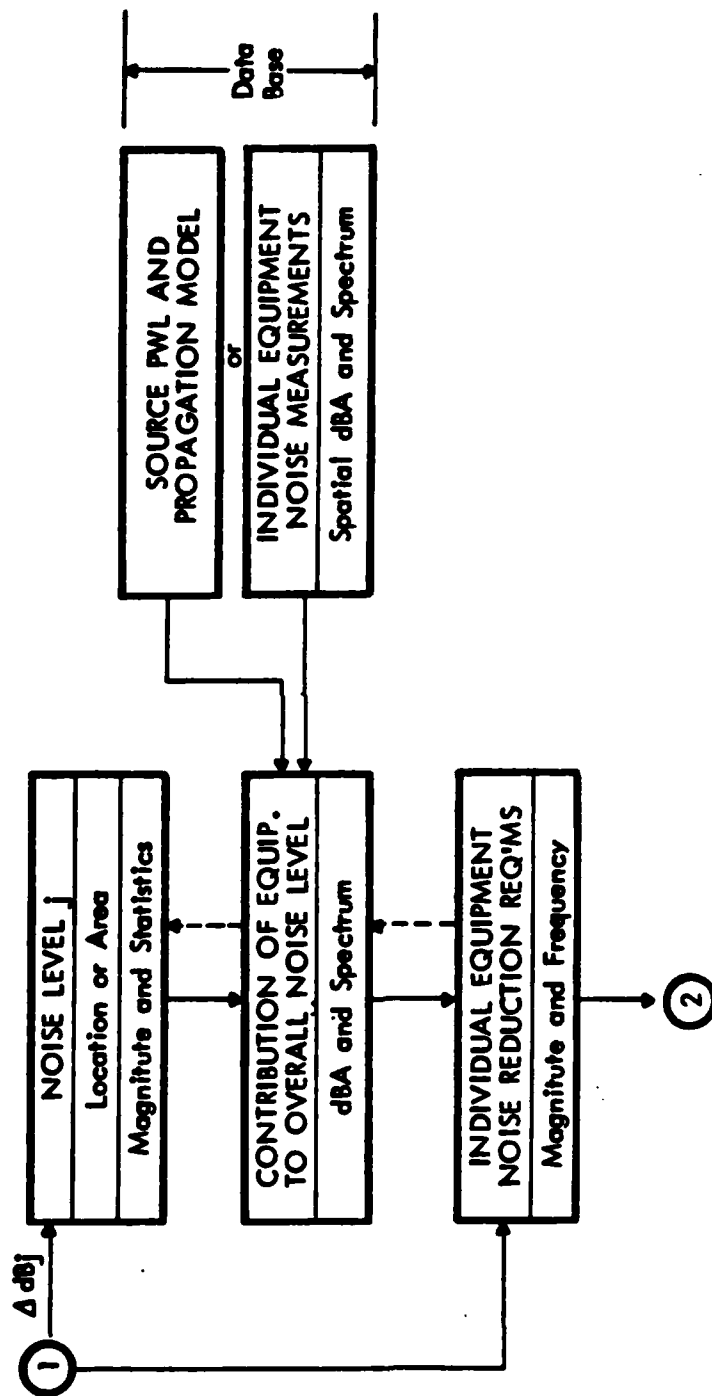 1
Δ dBj
NOISE LEVEL j
Location or Area
Magnitude and Statistics
CONTRIBUTION OF EQUIP.
TO OVERALL NOISE LEVEL
dBA and Spectrum
INDIVIDUAL EQUIPMENT
NOISE REDUCTION REQ'MS
Magnitude and Frequency
2
SOURCE PWL AND
PROPAGATION MODEL
or
INDIVIDUAL EQUIPMENT
NOISE MEASUREMENTS
Spatial dBA and Spectrum
Data
Base